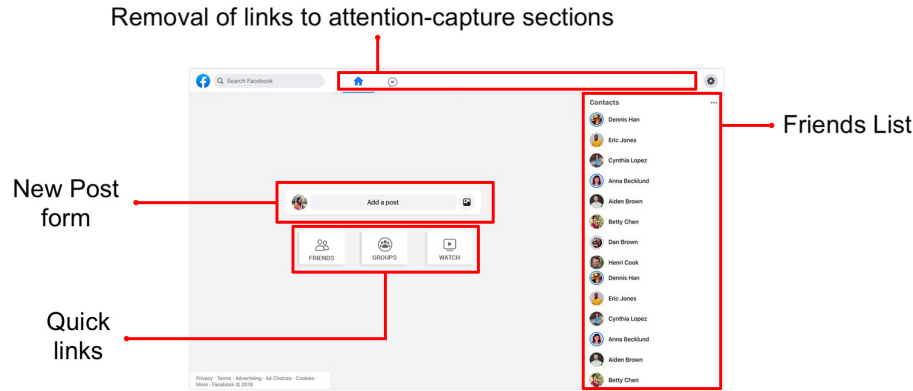 Removal of links to attention-capture sections
Search Facebook
Contacts
Dennis Han
Eric Jones
Cynthia Lopez
Anna Becklund
Aiden Brown
Betty Chen
Dan Brown
Henri Cook
Dennis Han
Eric Jones
Cynthia Lopez
Anna Becklund
Aiden Brown
Betty Chen
Friends List
New Post
form
Add a post
FRIENDS
GROUPS
WATCH
Quick
links
Privacy · Terms · Advertising · Ad Choices · Cookies ·
More · Facebook © 2019